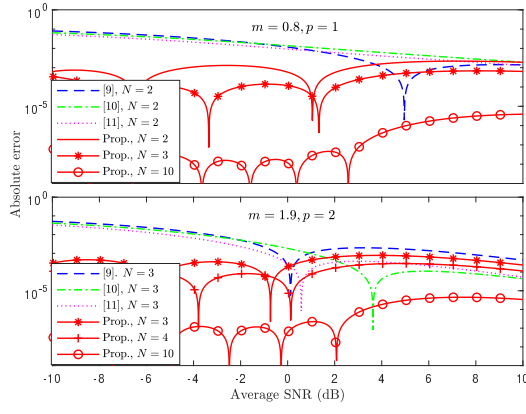 10^0
m = 0.8, p = 1
10^-5
[9], N = 2
[10], N = 2
[11], N = 2
Prop., N = 2
Prop., N = 3
Prop., N = 10
Absolute error
10^0
m = 1.9, p = 2
10^-5
[9]. N = 3
[10], N = 3
[11], N = 3
Prop., N = 3
Prop., N = 4
Prop., N = 10
-10 -8 -6 -4 -2 0 2 4 6 8 10
Average SNR (dB)